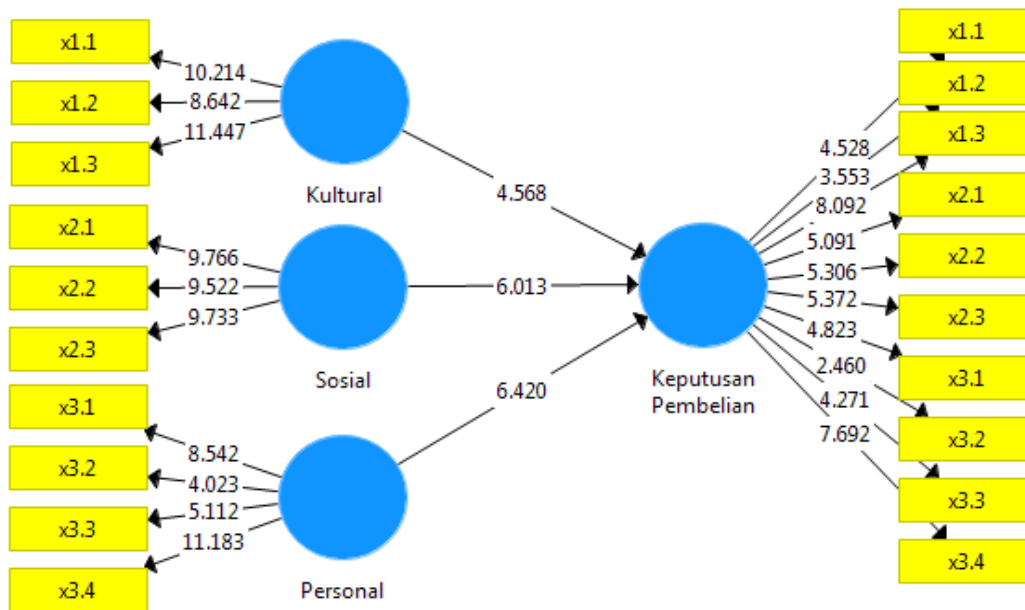 x1.1
x1.2
x1.3
10.214
8.642
11.447
Kultural
x2.1
x2.2
x2.3
9.766
9.522
9.733
Sosial
x3.1
x3.2
x3.3
x3.4
8.542
4.023
5.112
11.183
Personal
4.568
6.013
6.420
Keputusan
Pembelian
4.528
3.553
8.092
5.091
5.306
5.372
4.823
2.460
4.271
7.692
x1.1
x1.2
x1.3
x2.1
x2.2
x2.3
x3.1
x3.2
x3.3
x3.4